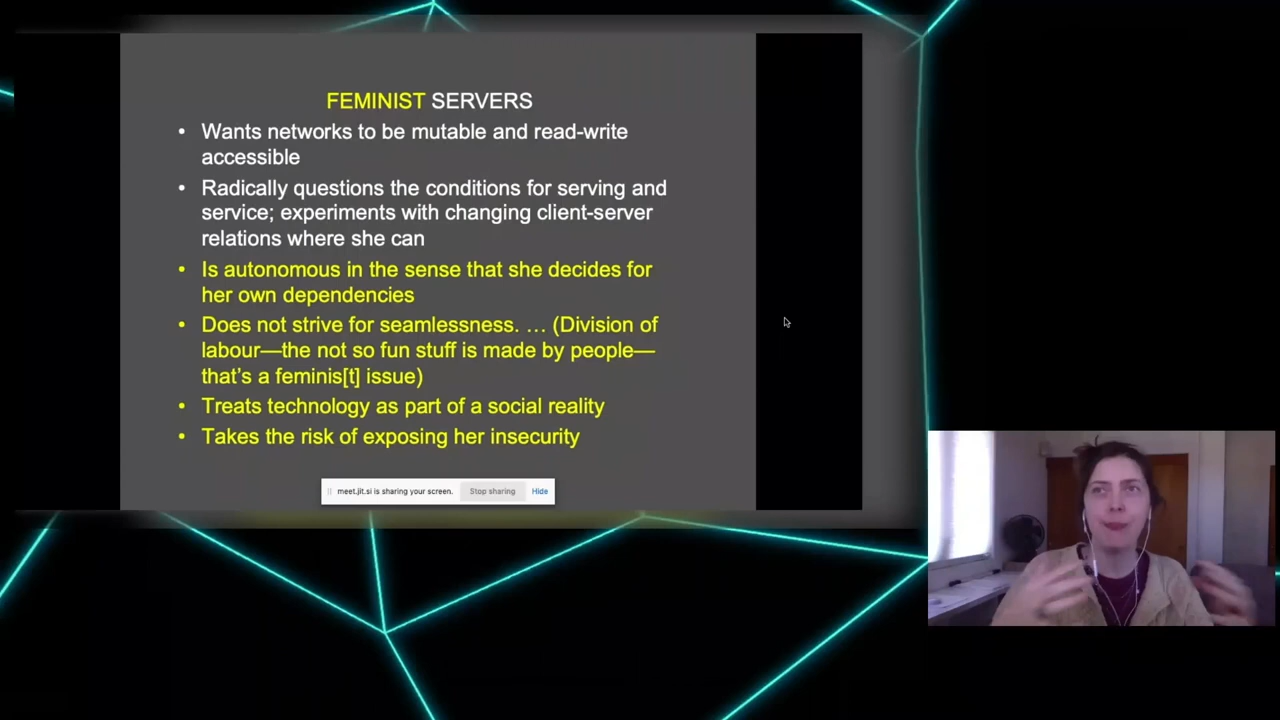 FEMINIST SERVERS
• Wants networks to be mutable and read-write
accessible
• Radically questions the conditions for serving and
service; experiments with changing client-server
relations where she can
• Is autonomous in the sense that she decides for
her own dependencies
• Does not strive for seamlessness. … (Division of
labour—the not so fun stuff is made by people—
that's a feminis[t] issue)
• Treats technology as part of a social reality
• Takes the risk of exposing her insecurity
meet.jit.si is sharing your screen. Stop sharing Hide